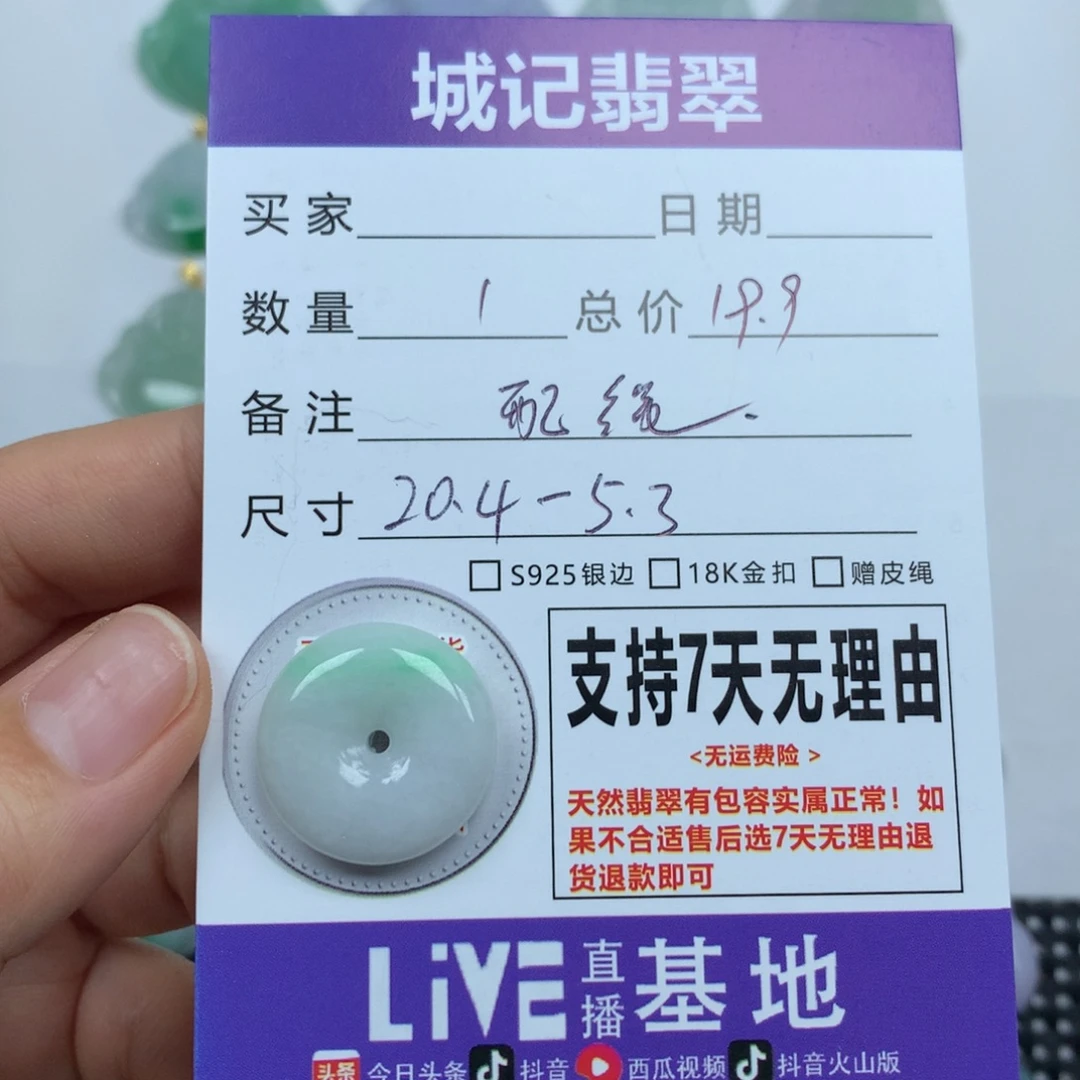 城记翡翠
买家 日期
数量 1 总价 19.9
备注 配绳.
尺寸 20.4-5.3
S925银边 18K金扣 赠皮绳
支持7天无理由
<无运费险>
天然翡翠有包容实属正常！如
果不合适售后选7天无理由退
货退款即可
LiVE 直播 基地
头条 今日头条 抖音 西瓜视频 抖音火山版